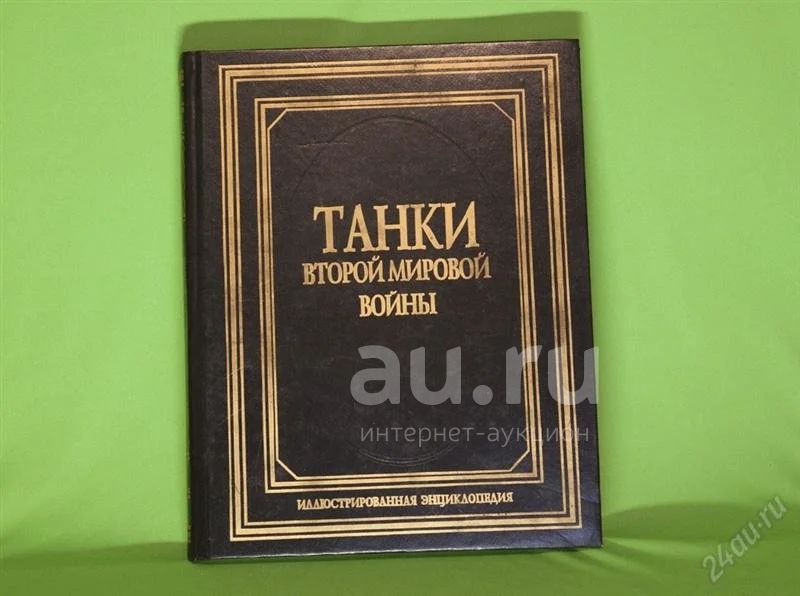 ТАНКИ
ВТОРОЙ МИРОВОЙ
ВОЙНЫ
au.ru
интернет-аукцион
ИЛЛЮСТРИРОВАННАЯ ЭНЦИКЛОПЕДИЯ
24au.ru